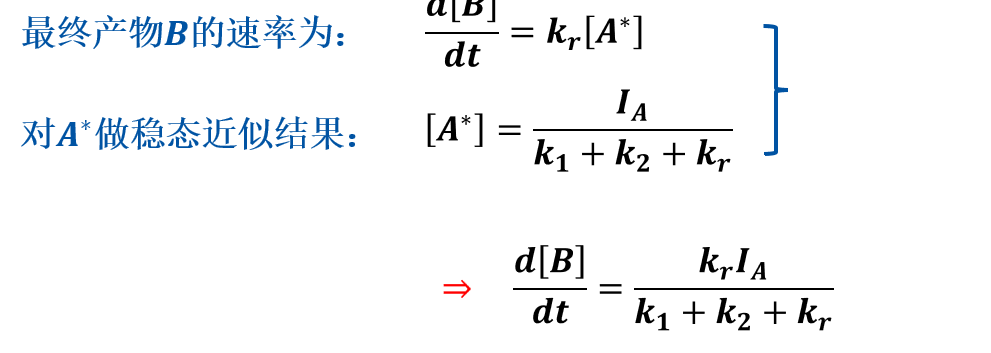 最终产物B的速率为： d[B]/dt = k_r[A*]
对A*做稳态近似结果： [A*] = I_A/(k_1 + k_2 + k_r)
⇒ d[B]/dt = k_r I_A/(k_1 + k_2 + k_r)